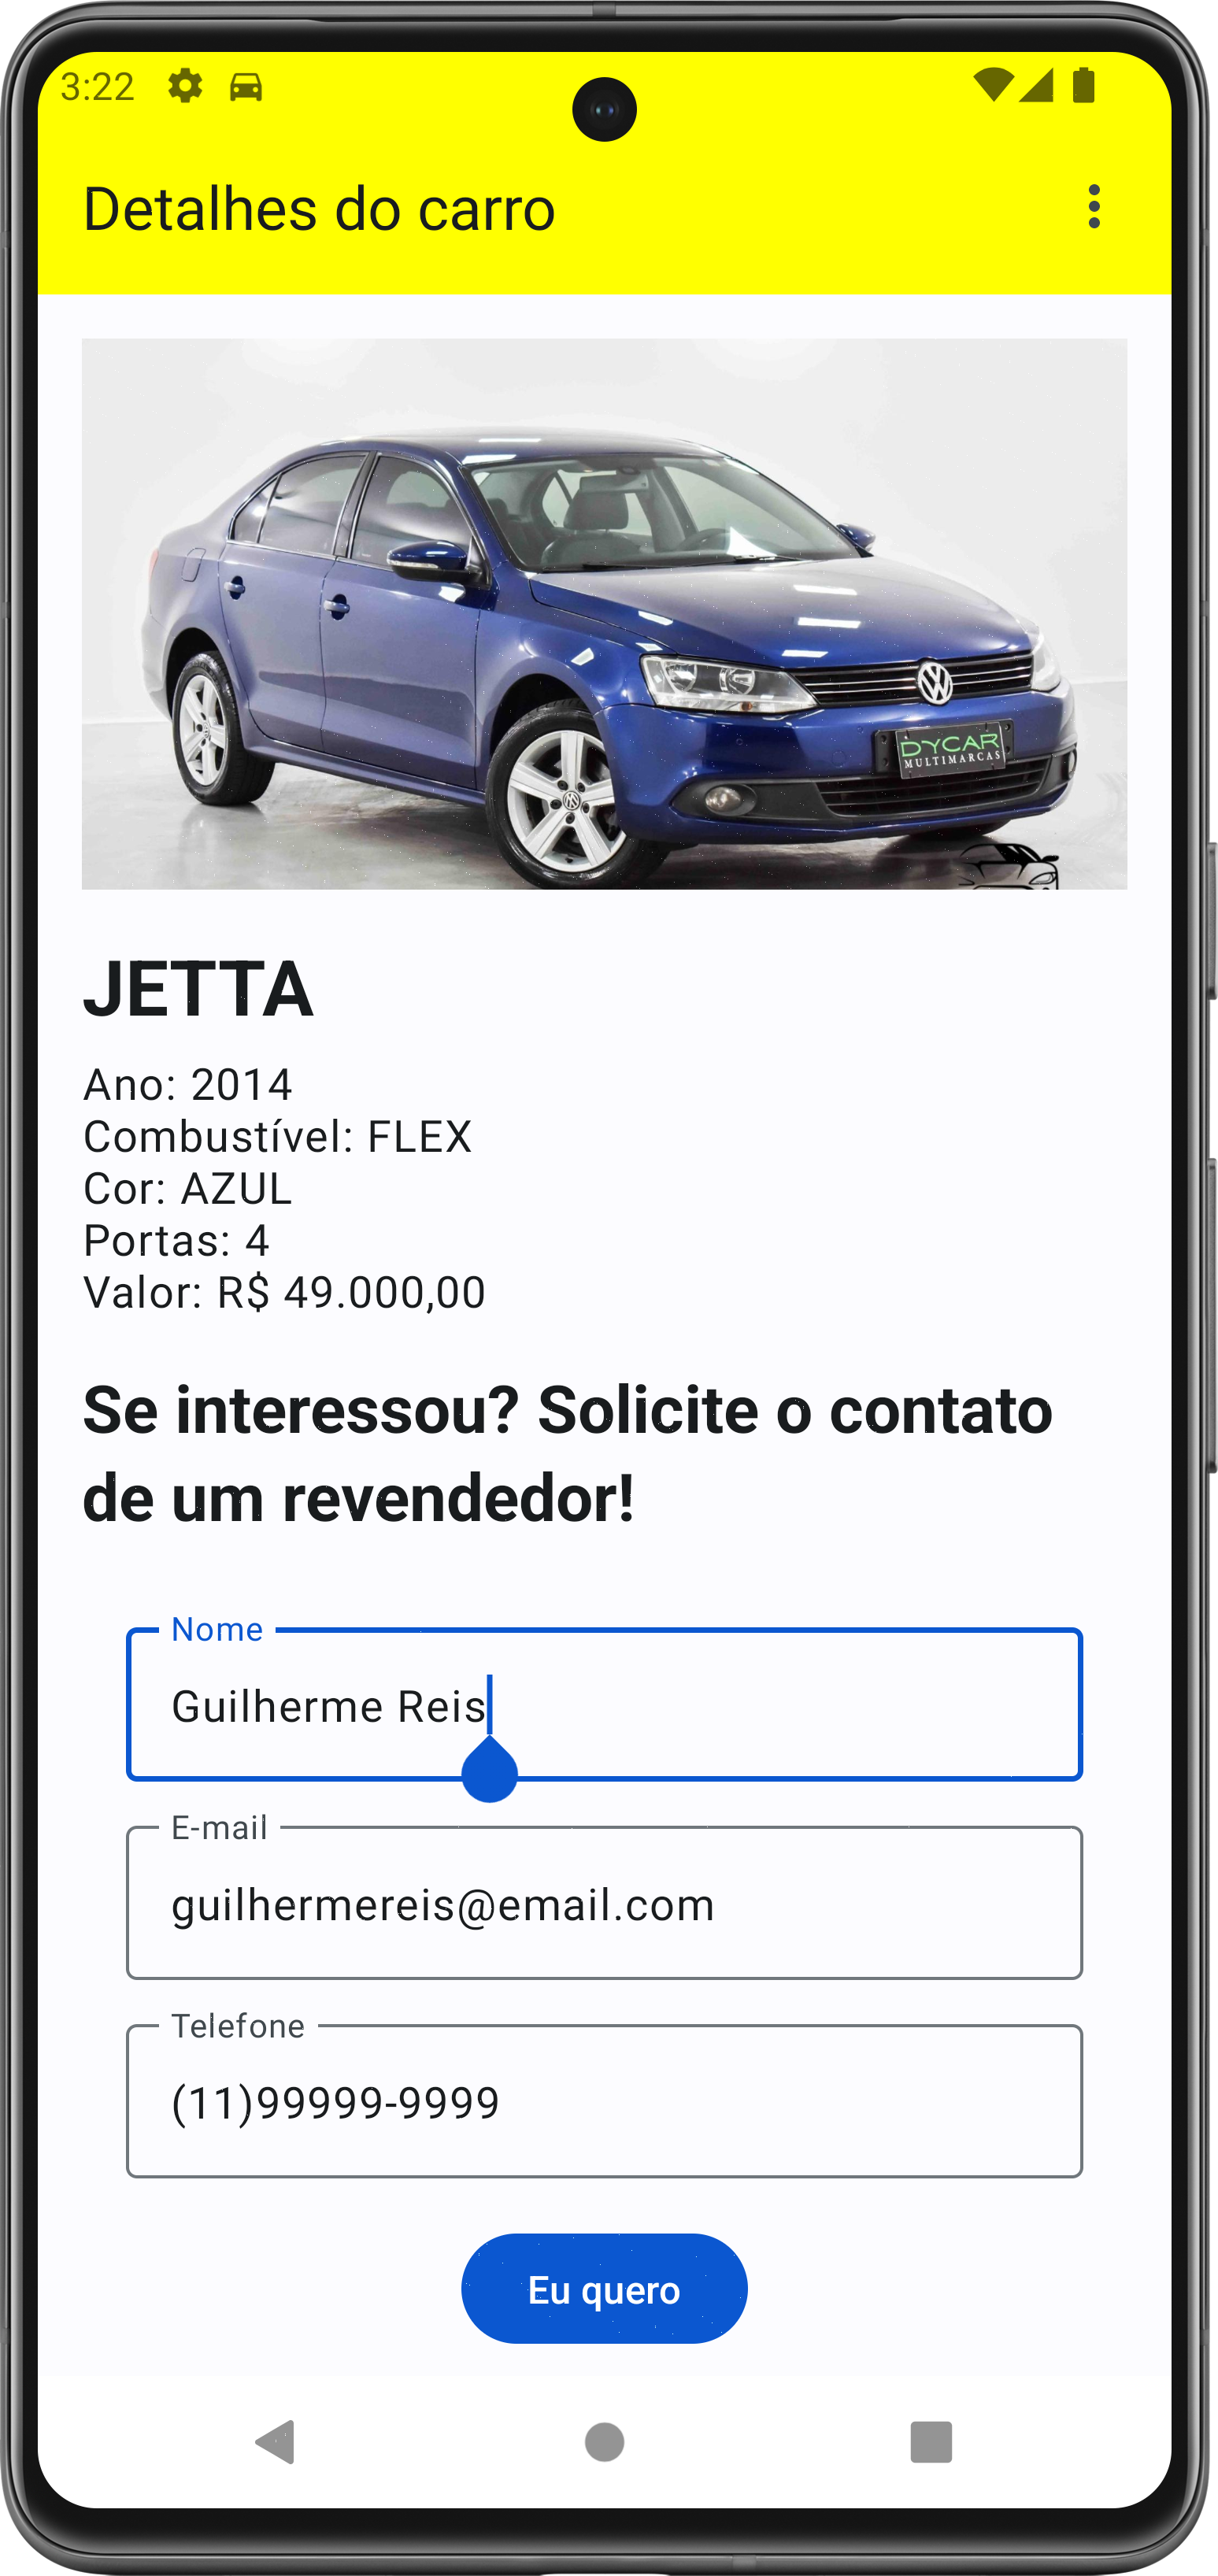 3:22
Detalhes do carro
DYCAR
MULTIMARCAS
JETTA
Ano: 2014
Combustível: FLEX
Cor: AZUL
Portas: 4
Valor: R$ 49.000,00
Se interessou? Solicite o contato
de um revendedor!
Nome
Guilherme Reis
E-mail
guilhermereis@email.com
Telefone
(11)99999-9999
Eu quero